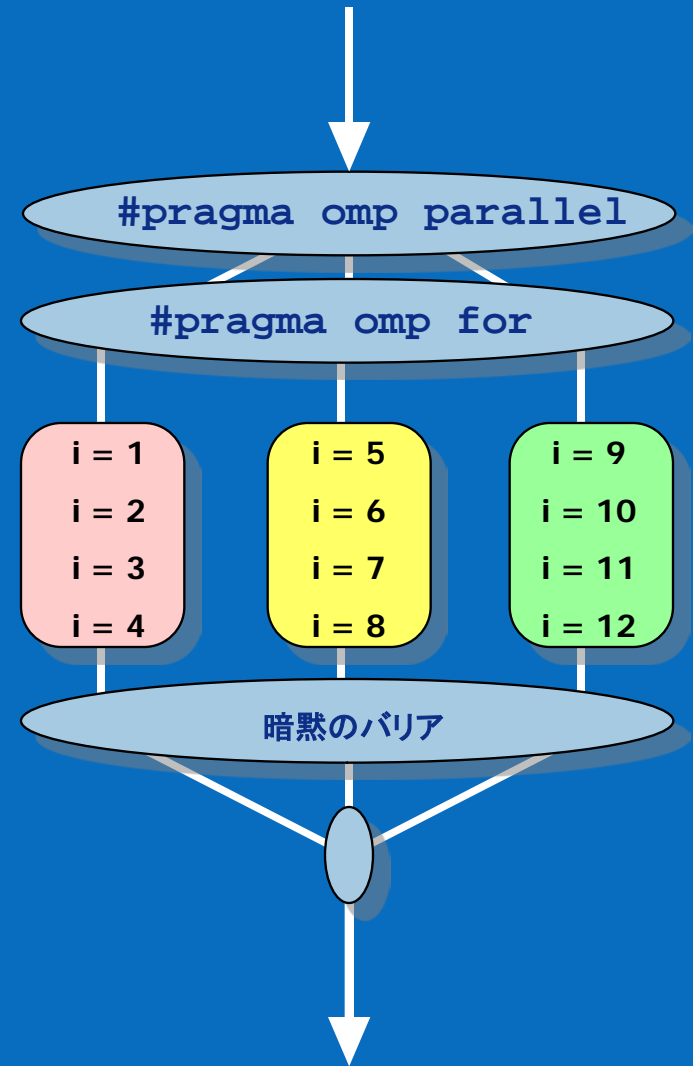 #pragma omp parallel
#pragma omp for
i = 1
i = 2
i = 3
i = 4
i = 5
i = 6
i = 7
i = 8
i = 9
i = 10
i = 11
i = 12
暗黙のバリア